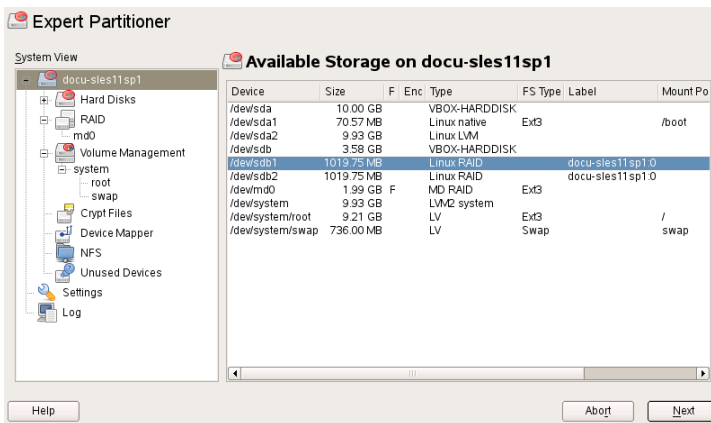 Expert Partitioner
System View
docu-sles11sp1
Hard Disks
RAID
md0
Volume Management
system
root
swap
Crypt Files
Device Mapper
NFS
Unused Devices
Settings
Log
Available Storage on docu-sles11sp1
Device Size F Enc Type FS Type Label Mount Po
/dev/sda 10.00 GB VBOX-HARDDISK
/dev/sda1 70.57 MB Linux native Ext3 /boot
/dev/sda2 9.93 GB Linux LVM
/dev/sdb 3.58 GB VBOX-HARDDISK
/dev/sdb1 1019.75 MB Linux RAID docu-sles11sp1:0
/dev/sdb2 1019.75 MB Linux RAID docu-sles11sp1:0
/dev/md0 1.99 GB F MD RAID Ext3
/dev/system 9.93 GB LVM2 system
/dev/system/root 9.21 GB LV Ext3 /
/dev/system/swap 736.00 MB LV Swap swap
Help
Abort
Next